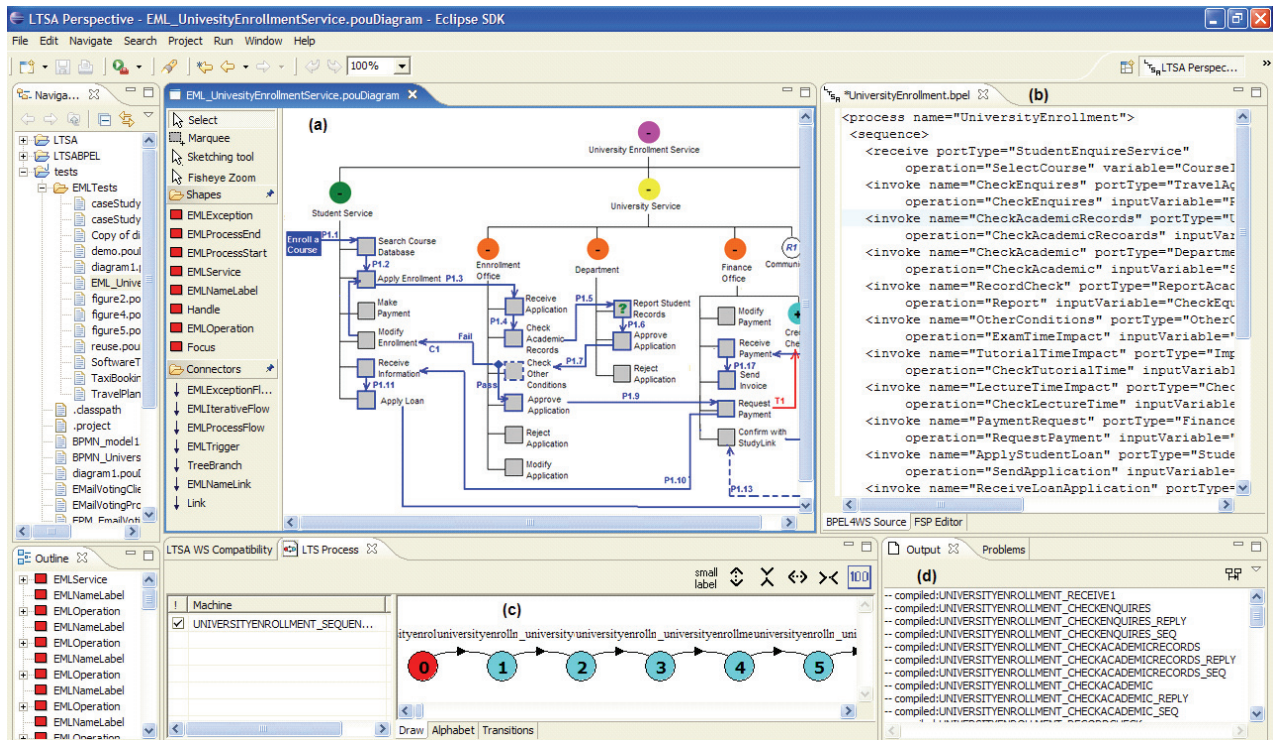 LTSA Perspective - EML_UnivesityEnrollmentService.pouDiagram - Eclipse SDK
File Edit Navigate Search Project Run Window Help
100%
LTSA Perspec...
Naviga...
LTSA
LTSABPEL
tests
EMLTests
caseStudy
caseStudy
Copy of di
demo.poul
diagram1.p
EML_Unive
figure2.po
figure4.po
figure5.po
reuse.pou
SoftwareT
TaxiBookin
TravelPlan
.classpath
.project
BPMN_model1
BPMN_Univers
diagram1.poul
EMailVotingClie
EMailVotingPro
EPM_EmailVoti
EML_UnivesityEnrollmentService.pouDiagram
Select
Marquee
Sketching tool
Fisheye Zoom
Shapes
EMLException
EMLProcessEnd
EMLProcessStart
EMLService
EMLNameLabel
Handle
EMLOperation
Focus
Connectors
EMLExceptionFl...
EMLIterativeFlow
EMLProcessFlow
EMLTrigger
TreeBranch
EMLNameLink
Link
(a)
University Enrollment Service
Student Service
University Service
Enroll a
Course
P1.1
Search Course
Database
P1.2
Apply Enrollment
P1.3
Make
Payment
Modify
Enrollment
Fail
C1
Receive
Information
P1.11
Apply Loan
Ennrollment
Office
Receive
Application
P1.4
Check
Academic
Records
Check
Other
Conditions
Pass
Approve
Application
Reject
Application
Modify
Application
Department
P1.5
?
Report Student
Records
P1.6
Approve
Application
P1.7
Reject
Application
P1.9
P1.10
Finance
Office
R1
Communi
Modify
Payment
Cre
Che
Receive
Payment
P1.17
Send
Invoice
Request
Payment
T1
Confirm with
StudyLink
P1.13
*UniversityEnrollment.bpel
(b)
<process name="UniversityEnrollment">
<sequence>
<receive portType="StudentEnquireService"
operation="SelectCourse" variable="CourseI
<invoke name="CheckEnquires" portType="TravelAg
operation="CheckEnquires" inputVariable="F
<invoke name="CheckAcademicRecords" portType="U
operation="CheckAcademicRecoards" inputVar
<invoke name="CheckAcademic" portType="Departme
operation="CheckAcademic" inputVariable="S
<invoke name="RecordCheck" portType="ReportAcad
operation="Report" inputVariable="CheckEqu
<invoke name="OtherConditions" portType="OtherC
operation="ExamTimeImpact" inputVariable="
<invoke name="TutorialTimeImpact" portType="Imp
operation="CheckTutorialTime" inputVariabl
<invoke name="LectureTimeImpact" portType="Chec
operation="CheckLectureTime" inputVariable
<invoke name="PaymentRequest" portType="Finance
operation="RequestPayment" inputVariable="
<invoke name="ApplyStudentLoan" portType="Stude
operation="SendApplication" inputVariable=
<invoke name="ReceiveLoanApplication" portType=
BPEL4WS Source FSP Editor
Outline
EMLService
EMLNameLabel
EMLOperation
EMLNameLabel
EMLOperation
EMLNameLabel
EMLOperation
EMLNameLabel
EMLOperation
EMLNameLabel
EMLOperation
LTSA WS Compatibility LTS Process
small
label
100
! Machine
UNIVERSITYENROLLMENT_SEQUEN...
(c)
0 1 2 3 4 5
Draw Alphabet Transitions
Output Problems
(d)
-- compiled:UNIVERSITYENROLLMENT_RECEIVE1
-- compiled:UNIVERSITYENROLLMENT_CHECKENQUIRES
-- compiled:UNIVERSITYENROLLMENT_CHECKENQUIRES_REPLY
-- compiled:UNIVERSITYENROLLMENT_CHECKENQUIRES_SEQ
-- compiled:UNIVERSITYENROLLMENT_CHECKACADEMICRECORDS
-- compiled:UNIVERSITYENROLLMENT_CHECKACADEMICRECORDS_REPLY
-- compiled:UNIVERSITYENROLLMENT_CHECKACADEMICRECORDS_SEQ
-- compiled:UNIVERSITYENROLLMENT_CHECKACADEMIC
-- compiled:UNIVERSITYENROLLMENT_CHECKACADEMIC_REPLY
-- compiled:UNIVERSITYENROLLMENT_CHECKACADEMIC_SEQ
-- compiled:UNIVERSITYENROLLMENT_RECORDCHECK